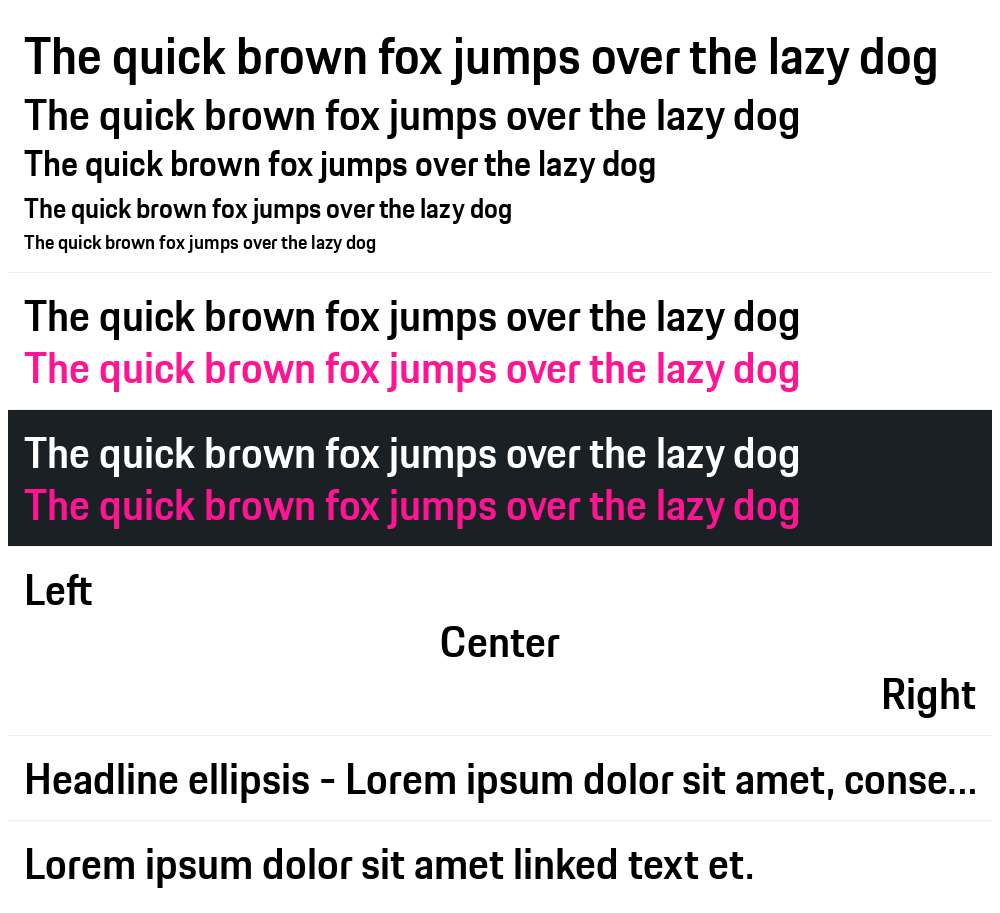 The quick brown fox jumps over the lazy dog
The quick brown fox jumps over the lazy dog
The quick brown fox jumps over the lazy dog
The quick brown fox jumps over the lazy dog
The quick brown fox jumps over the lazy dog
The quick brown fox jumps over the lazy dog
The quick brown fox jumps over the lazy dog
The quick brown fox jumps over the lazy dog
The quick brown fox jumps over the lazy dog
Left
Center
Right
Headline ellipsis - Lorem ipsum dolor sit amet, conse...
Lorem ipsum dolor sit amet linked text et.